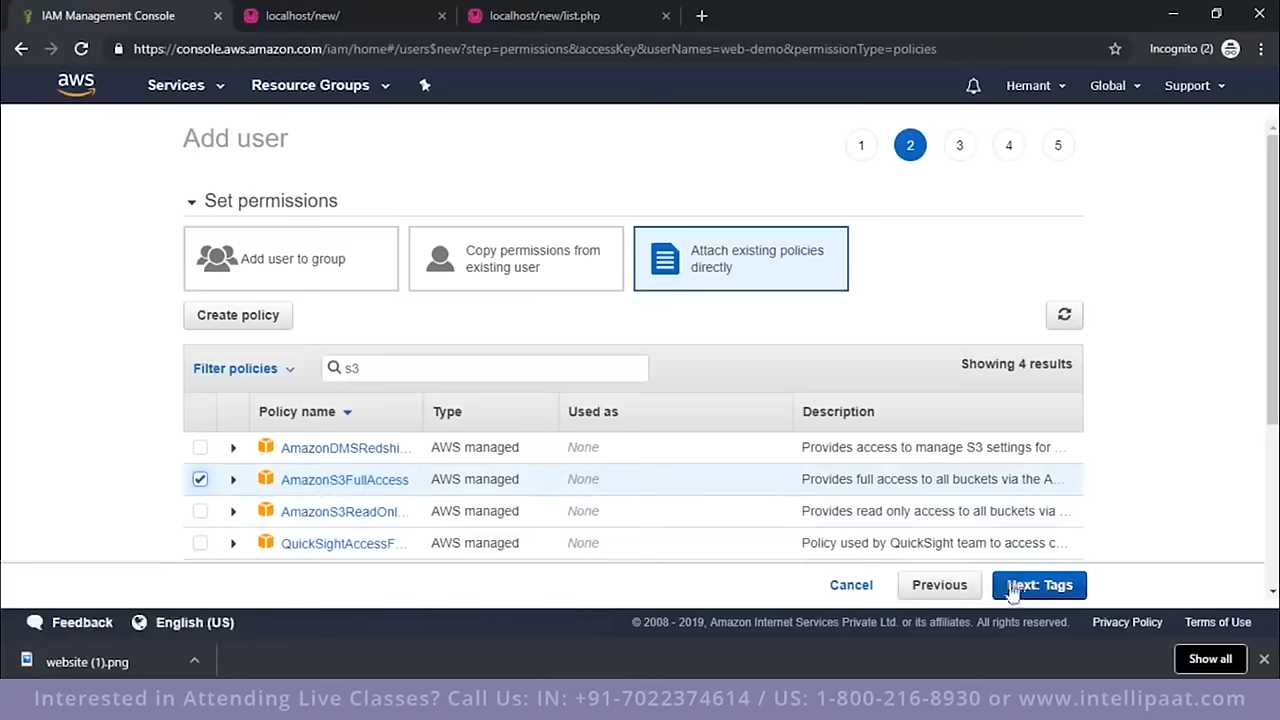 IAM Management Console
localhost/new/
localhost/new/list.php
https://console.aws.amazon.com/iam/home#/users$new?step=permissions&accessKey&userNames=web-demo&permissionType=policies
Incognito (2)
aws
Services
Resource Groups
Hemant
Global
Support
Add user
1 2 3 4 5
Set permissions
Add user to group
Copy permissions from
existing user
Attach existing policies
directly
Create policy
Filter policies
s3
Showing 4 results
Policy name Type Used as Description
AmazonDMSRedshi... AWS managed None Provides access to manage S3 settings for ...
AmazonS3FullAccess AWS managed None Provides full access to all buckets via the A...
AmazonS3ReadOnl... AWS managed None Provides read only access to all buckets via ...
QuickSightAccessF... AWS managed None Policy used by QuickSight team to access c...
Cancel Previous Next: Tags
Feedback English (US) © 2008 - 2019, Amazon Internet Services Private Ltd. or its affiliates. All rights reserved. Privacy Policy Terms of Use
website (1).png Show all
Interested in Attending Live Classes? Call Us: IN: +91-7022374614 / US: 1-800-216-8930 or www.intellipaat.com